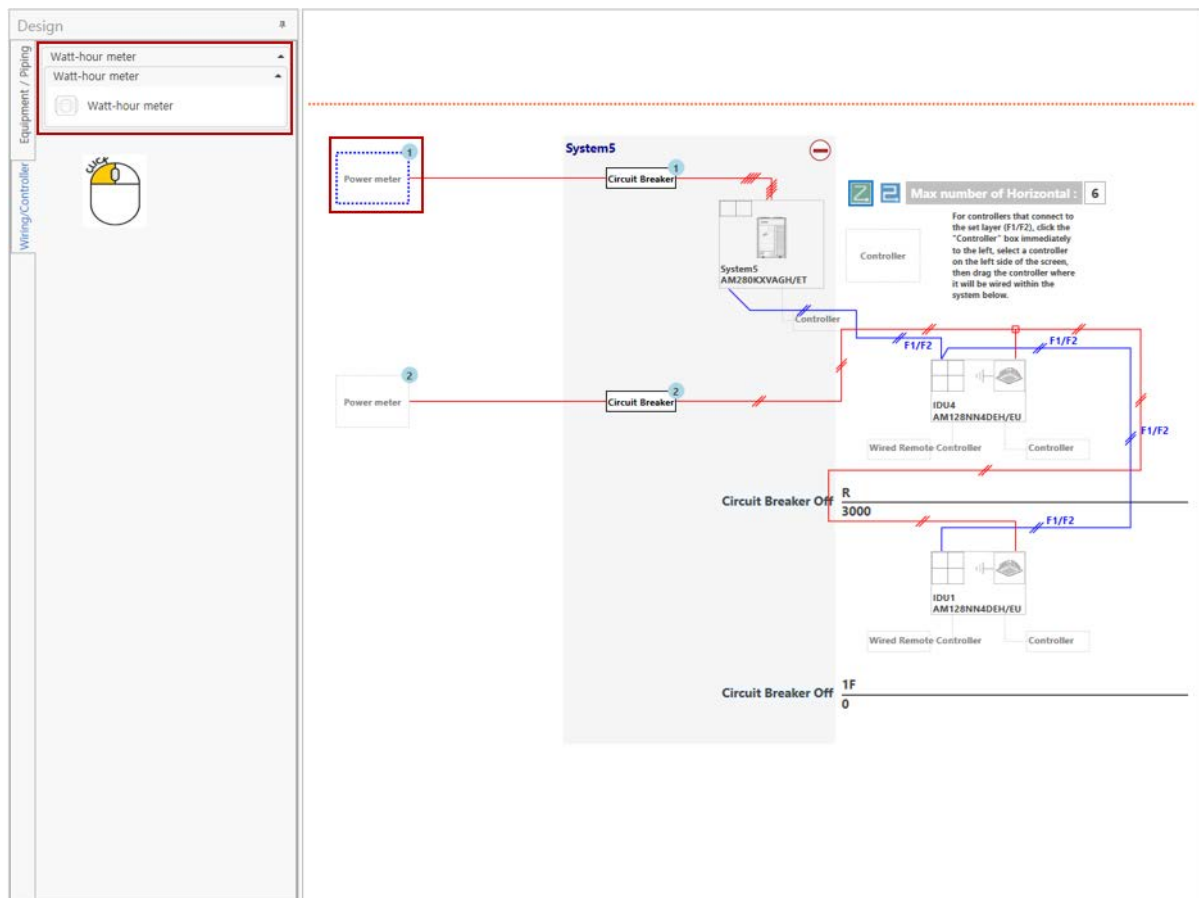 Design
Equipment / Piping
Wiring/Controller
Watt-hour meter
Watt-hour meter
Watt-hour meter
CLICK
Power meter
1
System5
Circuit Breaker
1
System5
AM280KXVAGH/ET
Controller
Max number of Horizontal :
6
Controller
For controllers that connect to
the set layer (F1/F2), click the
"Controller" box immediately
to the left, select a controller
on the left side of the screen,
then drag the controller where
it will be wired within the
system below.
F1/F2
F1/F2
Power meter
2
Circuit Breaker
2
IDU4
AM128NN4DEH/EU
F1/F2
Wired Remote Controller
Controller
Circuit Breaker Off
R
3000
F1/F2
IDU1
AM128NN4DEH/EU
Wired Remote Controller
Controller
Circuit Breaker Off
1F
0